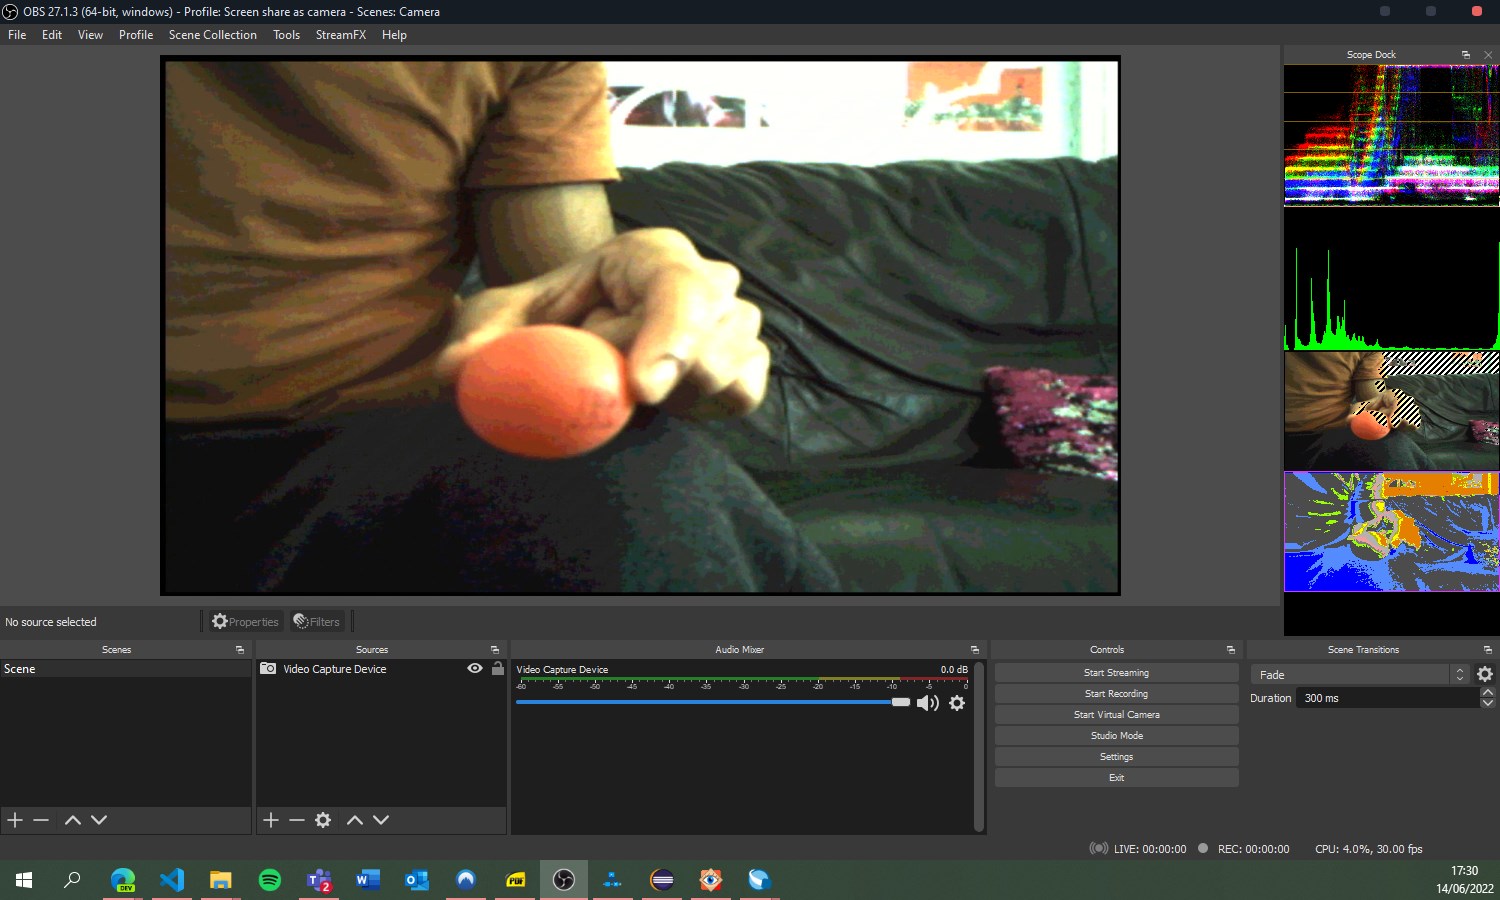 OBS 27.1.3 (64-bit, windows) - Profile: Screen share as camera - Scenes: Camera
File Edit View Profile Scene Collection Tools StreamFX Help
Scope Dock
No source selected
Properties
Filters
Scenes
Scene
Sources
Video Capture Device
Audio Mixer
Video Capture Device 0.0 dB
-60 -55 -50 -45 -40 -35 -30 -25 -20 -15 -10 -5 0
Controls
Start Streaming
Start Recording
Start Virtual Camera
Studio Mode
Settings
Exit
Scene Transitions
Fade
Duration 300 ms
LIVE: 00:00:00 REC: 00:00:00 CPU: 4.0%, 30.00 fps
DEV
T 2
W
O
PDF
17:30
14/06/2022